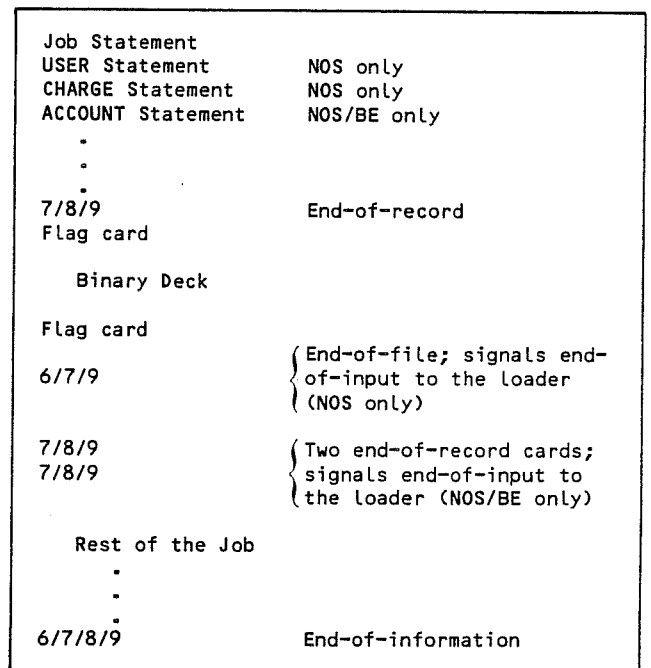 Job Statement
USER Statement NOS only
CHARGE Statement NOS only
ACCOUNT Statement NOS/BE only
.
.
.
7/8/9 End-of-record
Flag card
Binary Deck
Flag card
6/7/9 End-of-file; signals end-
of-input to the loader
(NOS only)
7/8/9 Two end-of-record cards;
7/8/9 signals end-of-input to
the loader (NOS/BE only)
Rest of the Job
.
.
.
6/7/8/9 End-of-information